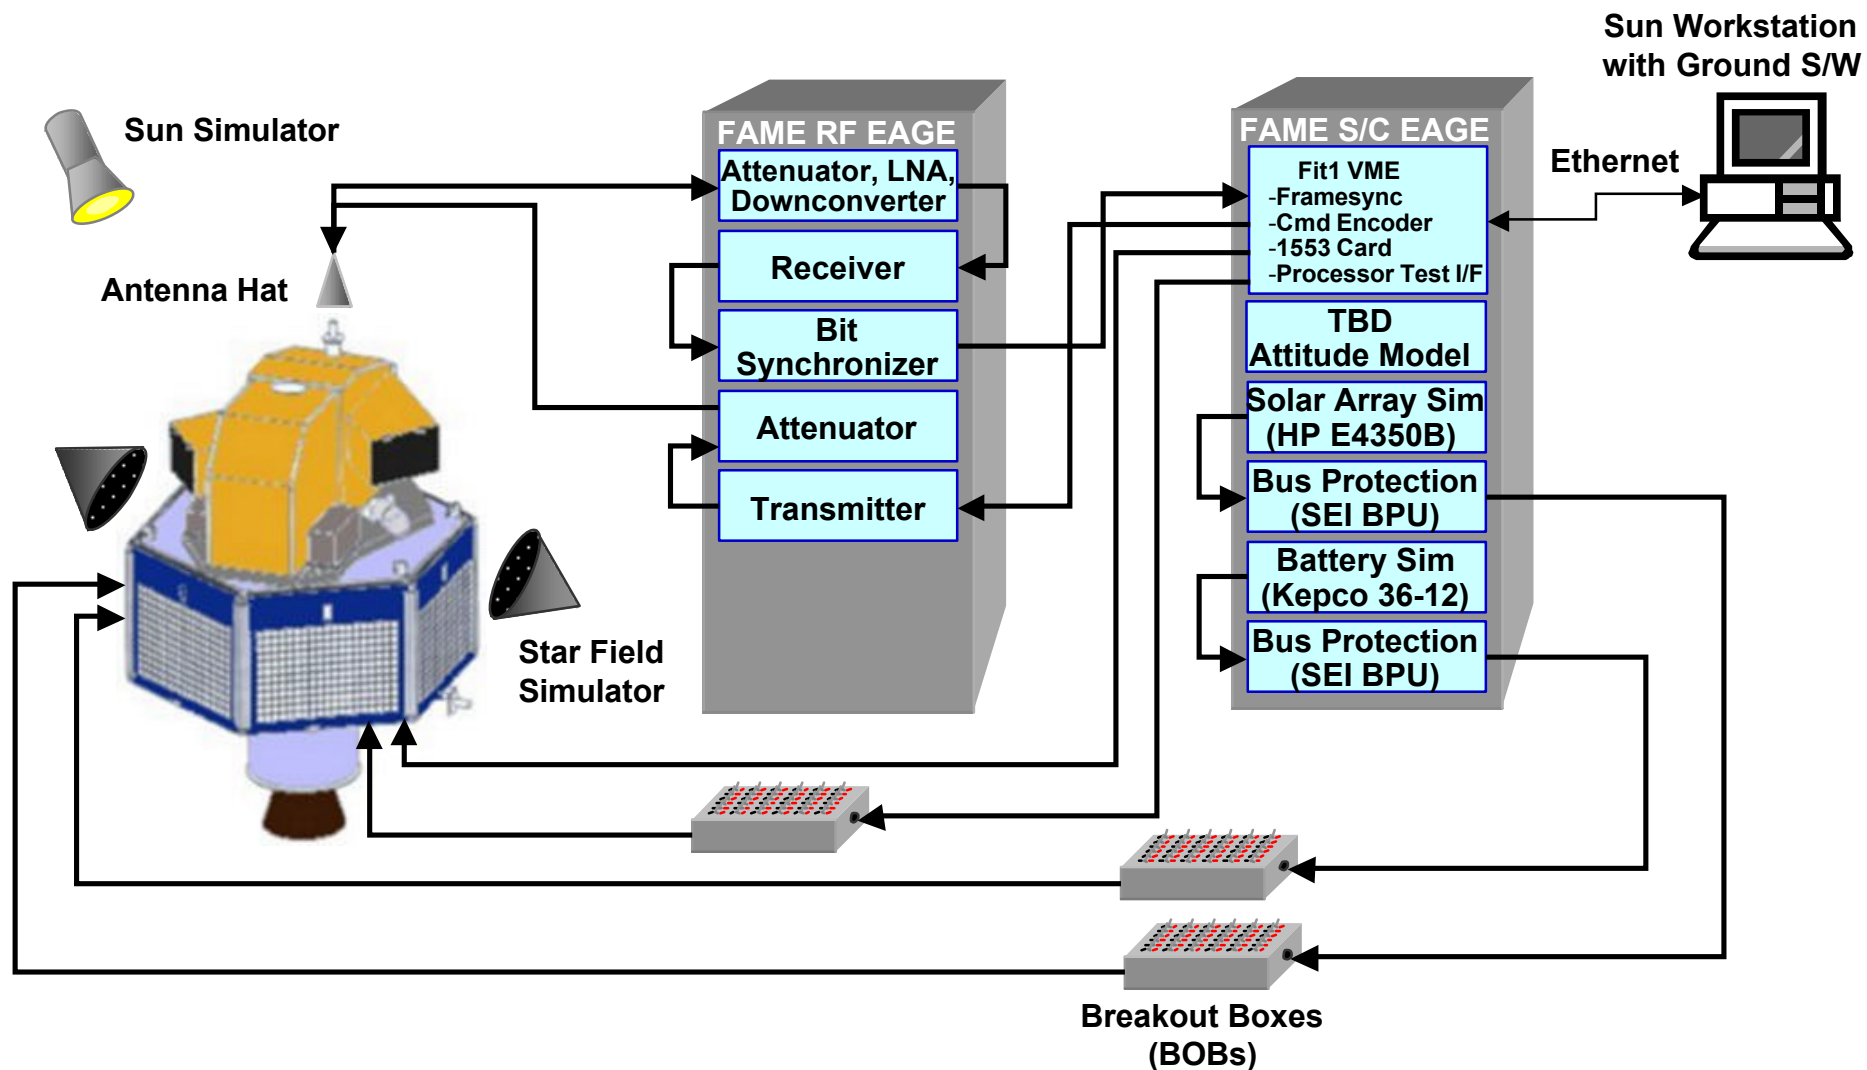 Sun Workstation
with Ground S/W
Sun Simulator
Antenna Hat
Star Field
Simulator
FAME RF EAGE
Attenuator, LNA,
Downconverter
Receiver
Bit
Synchronizer
Attenuator
Transmitter
FAME S/C EAGE
Fit1 VME
-Framesync
-Cmd Encoder
-1553 Card
-Processor Test I/F
TBD
Attitude Model
Solar Array Sim
(HP E4350B)
Bus Protection
(SEI BPU)
Battery Sim
(Kepco 36-12)
Bus Protection
(SEI BPU)
Ethernet
Breakout Boxes
(BOBs)